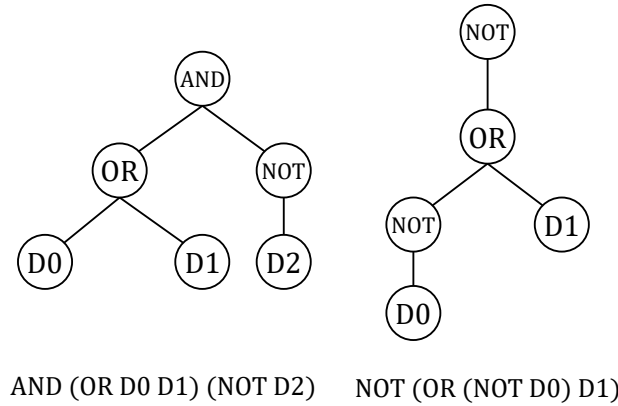 NOT
AND
OR
OR
NOT
NOT
D1
D0
D1
D2
D0
AND (OR D0 D1) (NOT D2)
NOT (OR (NOT D0) D1)